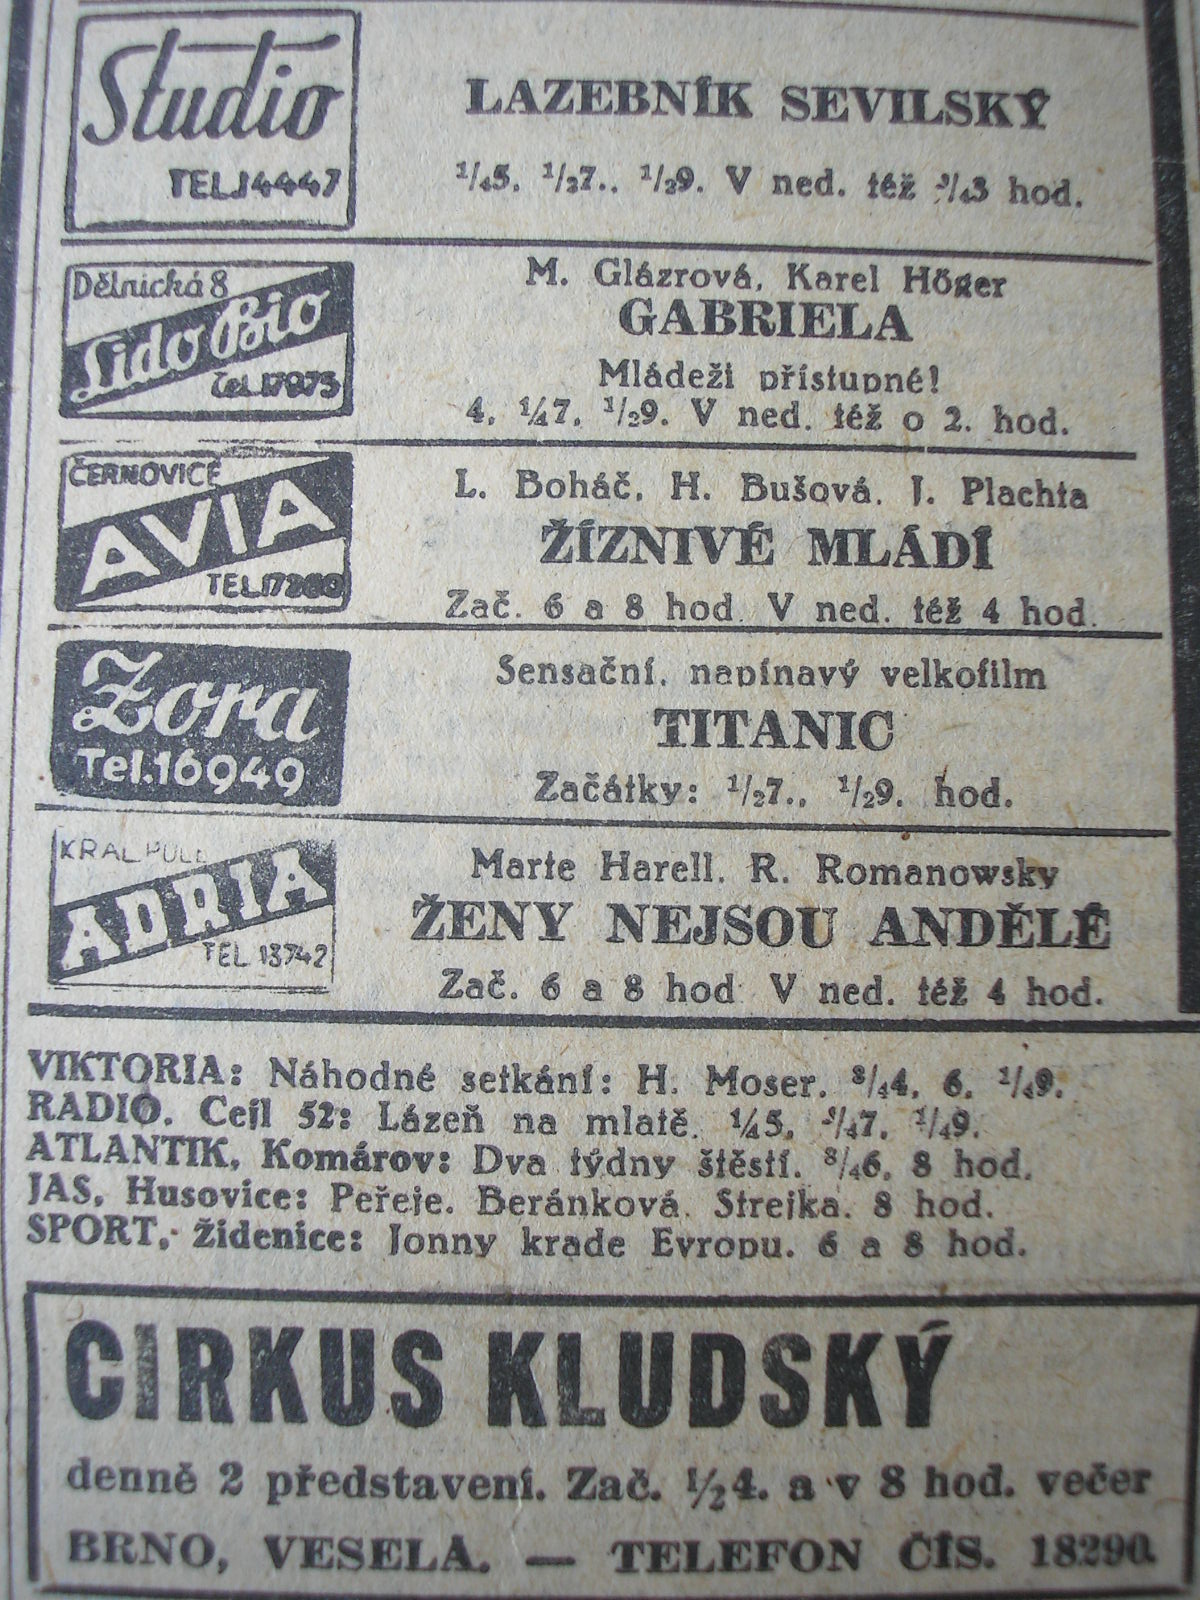 Studio
TEL.14447
LAZEBNÍK SEVILSKÝ
1/45, 1/27., 1/29. V ned. též 3/43 hod.
Dělnická 8
Lido Bio
tel. 17975
M. Glázrová, Karel Höger
GABRIELA
Mládeži přístupné!
4, 1/47, 1/29. V ned. též o 2. hod.
ČERNOVICE
AVIA
TEL.17280
L. Boháč, H. Bušová, J. Plachta
ŽÍZNIVÉ MLÁDÍ
Zač. 6 a 8 hod. V ned. též 4 hod.
Zora
Tel.16949
Sensační, napínavý velkofilm
TITANIC
Začátky: 1/27., 1/29. hod.
KRAL. POLE
ADRIA
TEL 13742
Marte Harell, R. Romanowsky
ŽENY NEJSOU ANDĚLÉ
Zač. 6 a 8 hod V ned. též 4 hod.
VIKTORIA: Náhodné setkání: H. Moser. 3/44, 6, 1/49.
RADIO, Cejl 52: Lázeň na mlatě. 1/45, 3/47, 1/49.
ATLANTIK, Komárov: Dva týdny štěstí. 3/46, 8 hod.
JAS, Husovice: Peřeje. Beránková, Strejka. 8 hod.
SPORT, Židenice: Jonny krade Evropu. 6 a 8 hod.
CIRKUS KLUDSKÝ
denně 2 představení. Zač. 1/24. a v 8 hod. večer
BRNO, VESELA. — TELEFON ČÍS. 18290.